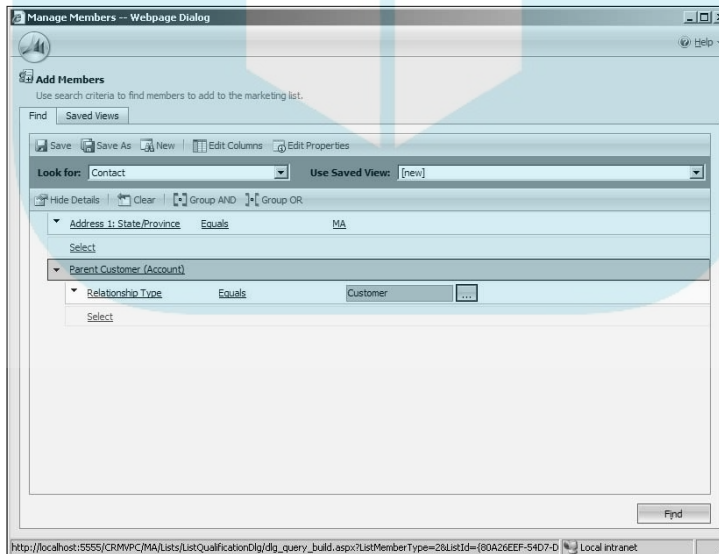 Manage Members -- Webpage Dialog
Help
Add Members
Use search criteria to find members to add to the marketing list.
Find Saved Views
Save Save As New Edit Columns Edit Properties
Look for: Contact Use Saved View: [new]
Hide Details Clear Group AND Group OR
Address 1: State/Province Equals MA
Select
Parent Customer (Account)
Relationship Type Equals Customer ...
Select
Find
http://localhost:5555/CRMVPC/MA/Lists/ListQualificationDlg/dlg_query_build.aspx?ListMemberType=2&ListId={80A26EEF-54D7-D Local intranet